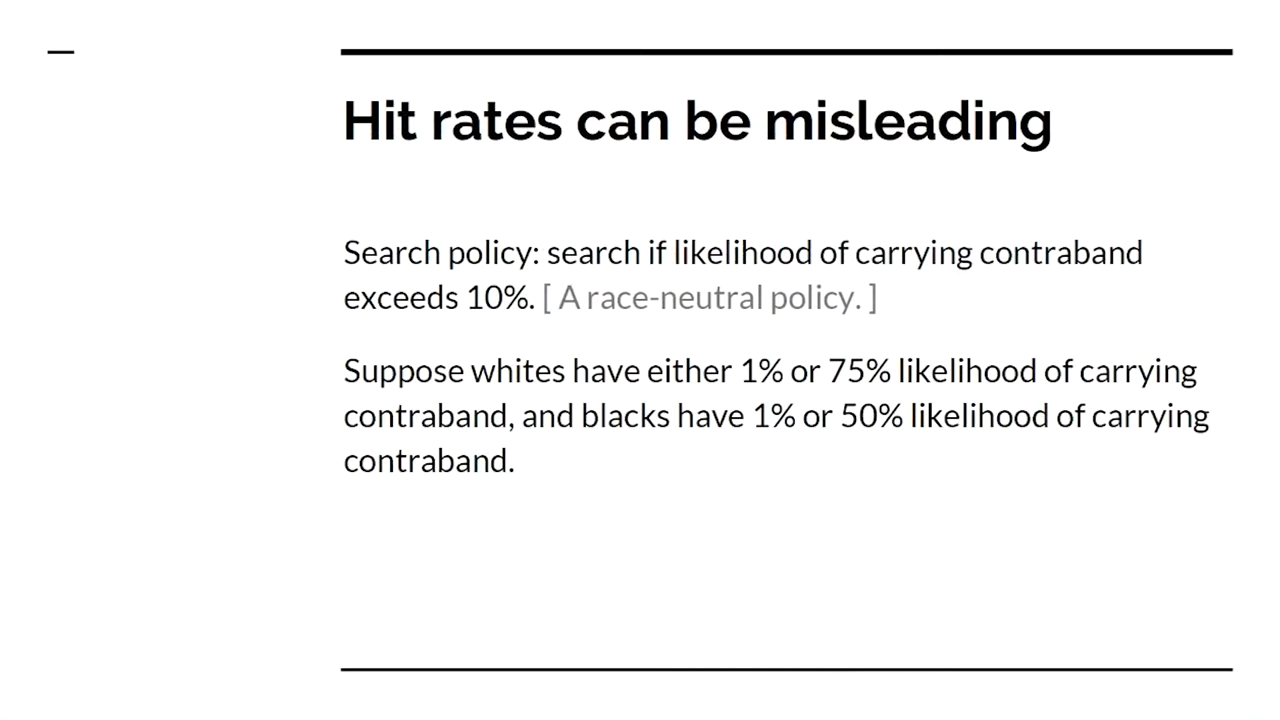 Hit rates can be misleading
Search policy: search if likelihood of carrying contraband
exceeds 10%. [ A race-neutral policy. ]
Suppose whites have either 1% or 75% likelihood of carrying
contraband, and blacks have 1% or 50% likelihood of carrying
contraband.